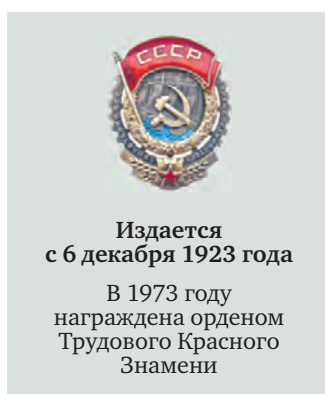 СССР
Издается
с 6 декабря 1923 года
В 1973 году
награждена орденом
Трудового Красного
Знамени